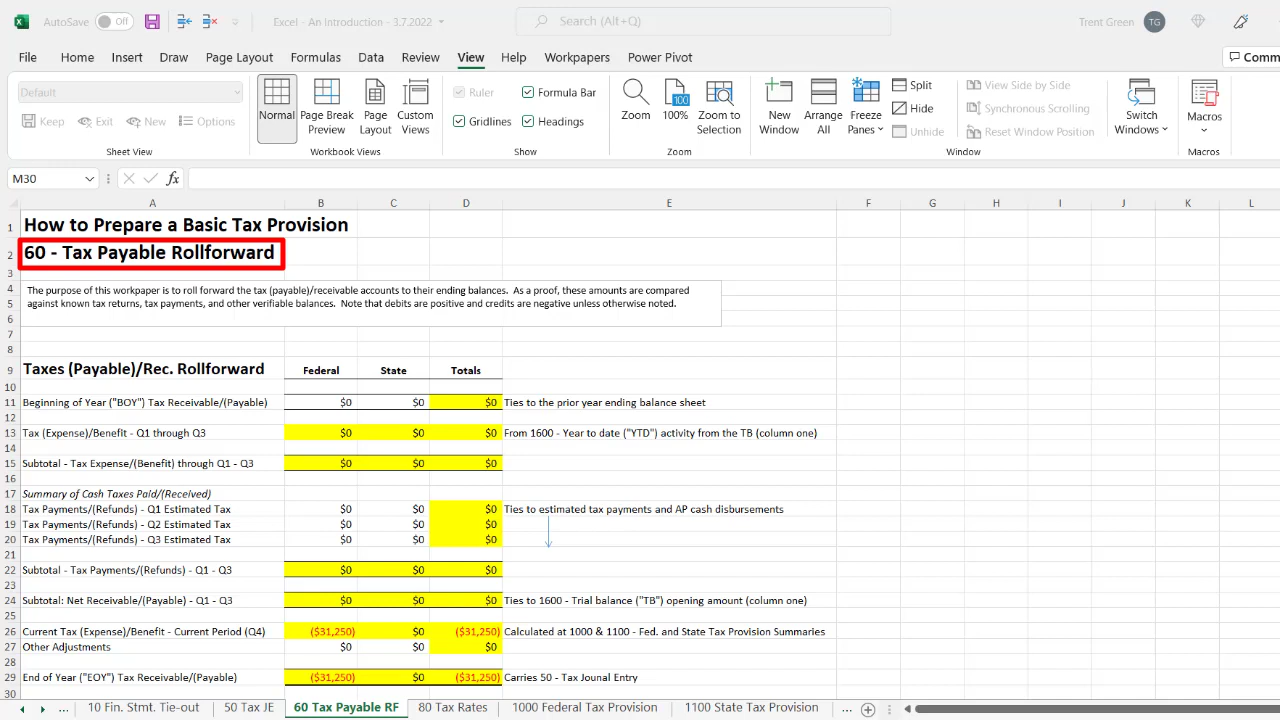 AutoSave Off Excel - An Introduction - 3.7.2022 Search (Alt+Q) Trent Green TG
File Home Insert Draw Page Layout Formulas Data Review View Help Workpapers Power Pivot Comm
Default
Keep Exit New Options
Sheet View
Normal Page Break Preview Page Layout Custom Views
Workbook Views
Ruler Formula Bar
Gridlines Headings
Show
Zoom 100% Zoom to Selection
Zoom
New Window Arrange All Freeze Panes
Split
Hide
Unhide
View Side by Side
Synchronous Scrolling
Reset Window Position
Switch Windows
Window
Macros
Macros
M30 fx
A B C D E F G H I J K L
1 How to Prepare a Basic Tax Provision
2 60 - Tax Payable Rollforward
3
4 The purpose of this workpaper is to roll forward the tax (payable)/receivable accounts to their ending balances. As a proof, these amounts are compared
5 against known tax returns, tax payments, and other verifiable balances. Note that debits are positive and credits are negative unless otherwise noted.
6
7
8
9 Taxes (Payable)/Rec. Rollforward Federal State Totals
10
11 Beginning of Year ("BOY") Tax Receivable/(Payable) $0 $0 $0 Ties to the prior year ending balance sheet
12
13 Tax (Expense)/Benefit - Q1 through Q3 $0 $0 $0 From 1600 - Year to date ("YTD") activity from the TB (column one)
14
15 Subtotal - Tax Expense/(Benefit) through Q1 - Q3 $0 $0 $0
16
17 Summary of Cash Taxes Paid/(Received)
18 Tax Payments/(Refunds) - Q1 Estimated Tax $0 $0 $0 Ties to estimated tax payments and AP cash disbursements
19 Tax Payments/(Refunds) - Q2 Estimated Tax $0 $0 $0
20 Tax Payments/(Refunds) - Q3 Estimated Tax $0 $0 $0
21
22 Subtotal - Tax Payments/(Refunds) - Q1 - Q3 $0 $0 $0
23
24 Subtotal: Net Receivable/(Payable) - Q1 - Q3 $0 $0 $0 Ties to 1600 - Trial balance ("TB") opening amount (column one)
25
26 Current Tax (Expense)/Benefit - Current Period (Q4) ($31,250) $0 ($31,250) Calculated at 1000 & 1100 - Fed. and State Tax Provision Summaries
27 Other Adjustments $0 $0 $0
28
29 End of Year ("EOY") Tax Receivable/(Payable) ($31,250) $0 ($31,250) Carries 50 - Tax Jounal Entry
30
... 10 Fin. Stmt. Tie-out 50 Tax JE 60 Tax Payable RF 80 Tax Rates 1000 Federal Tax Provision 1100 State Tax Provision ...